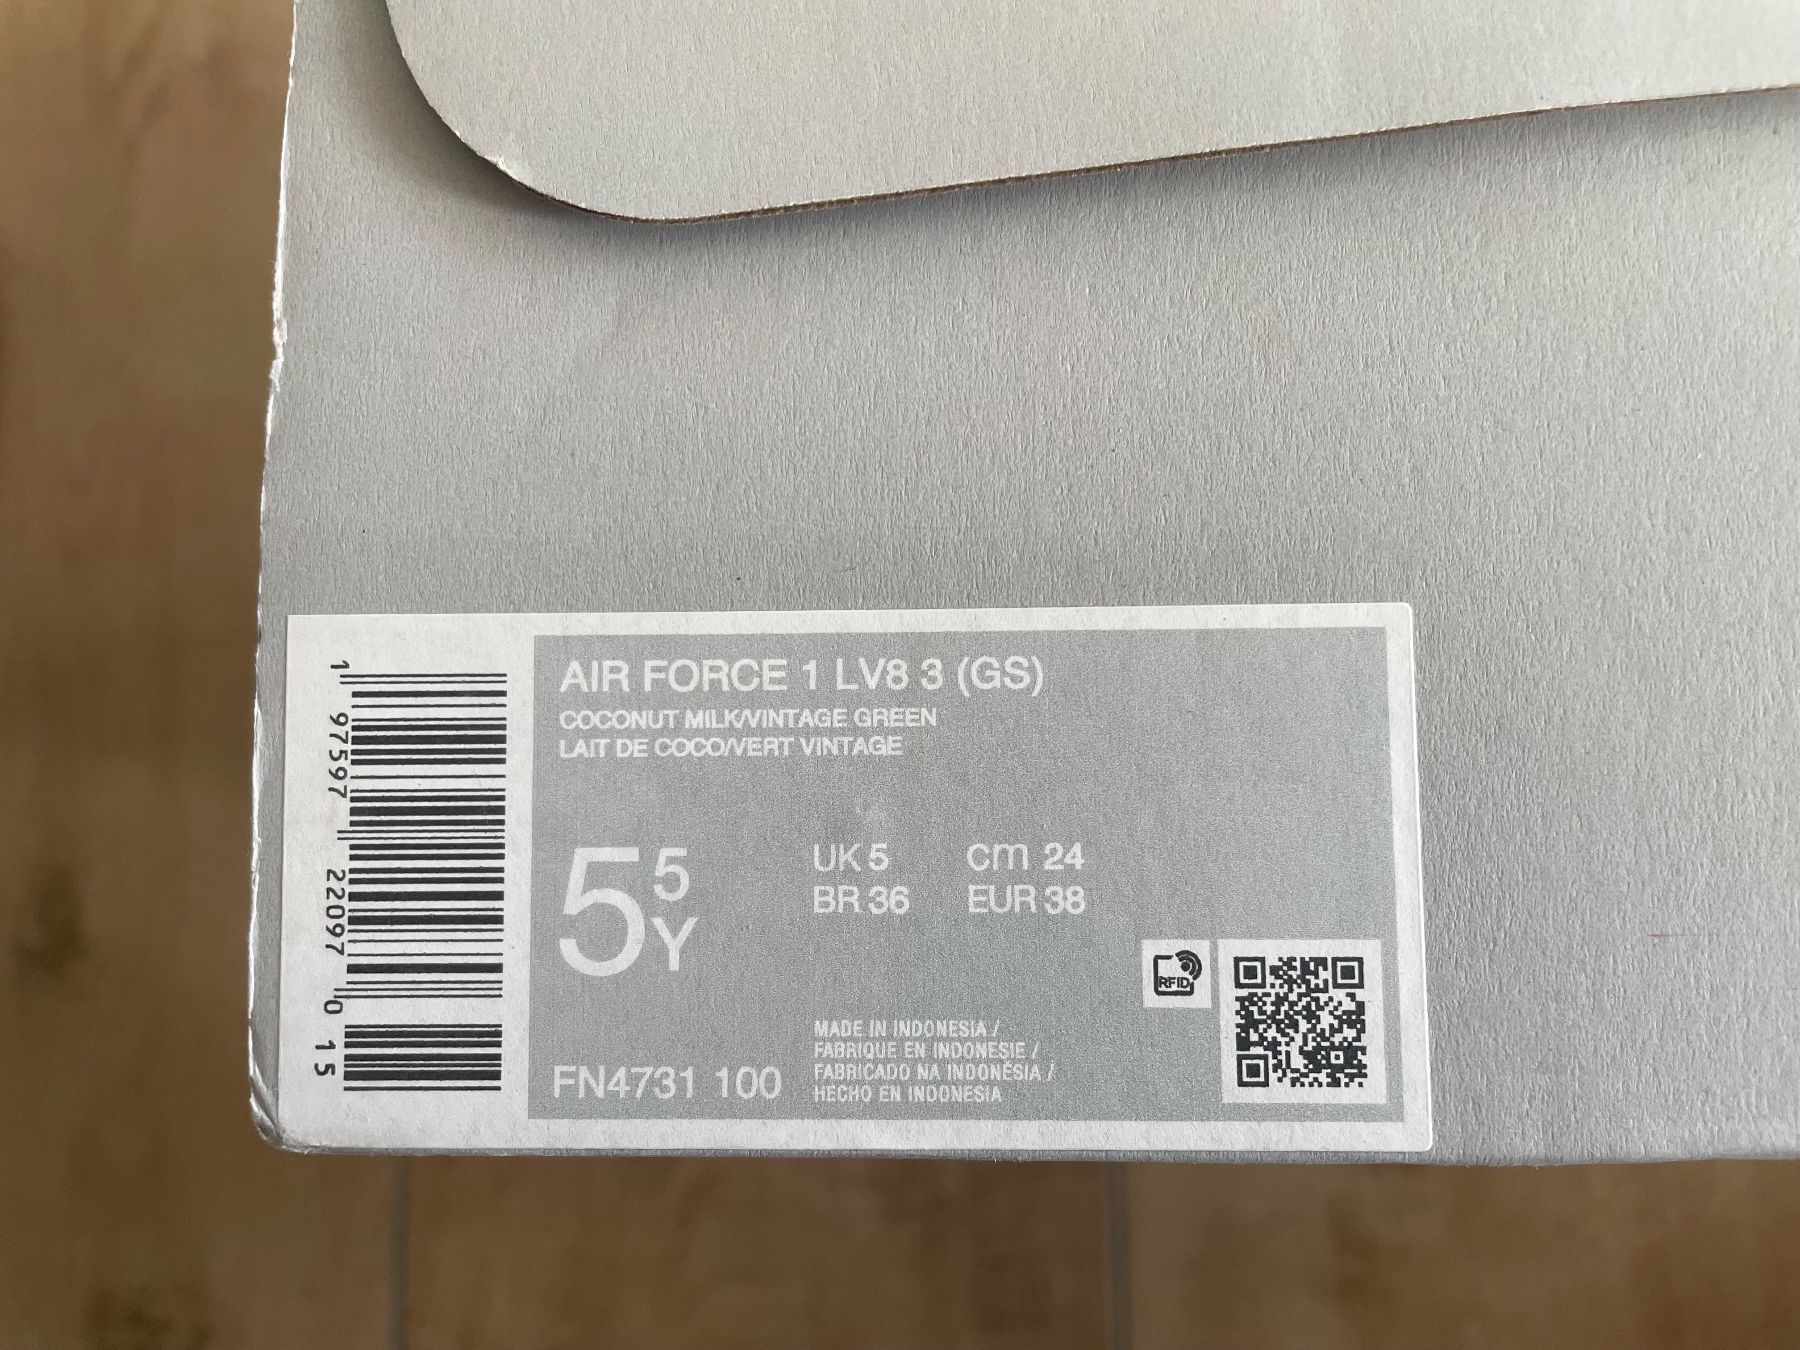 AIR FORCE 1 LV8 3 (GS)
COCONUT MILK/VINTAGE GREEN
LAIT DE COCO/VERT VINTAGE
5 5 Y
UK 5 cm 24
BR 36 EUR 38
RFID
MADE IN INDONESIA /
FABRIQUE EN INDONESIE /
FABRICADO NA INDONÉSIA /
HECHO EN INDONESIA
FN4731 100
1 97597 22097 0 15